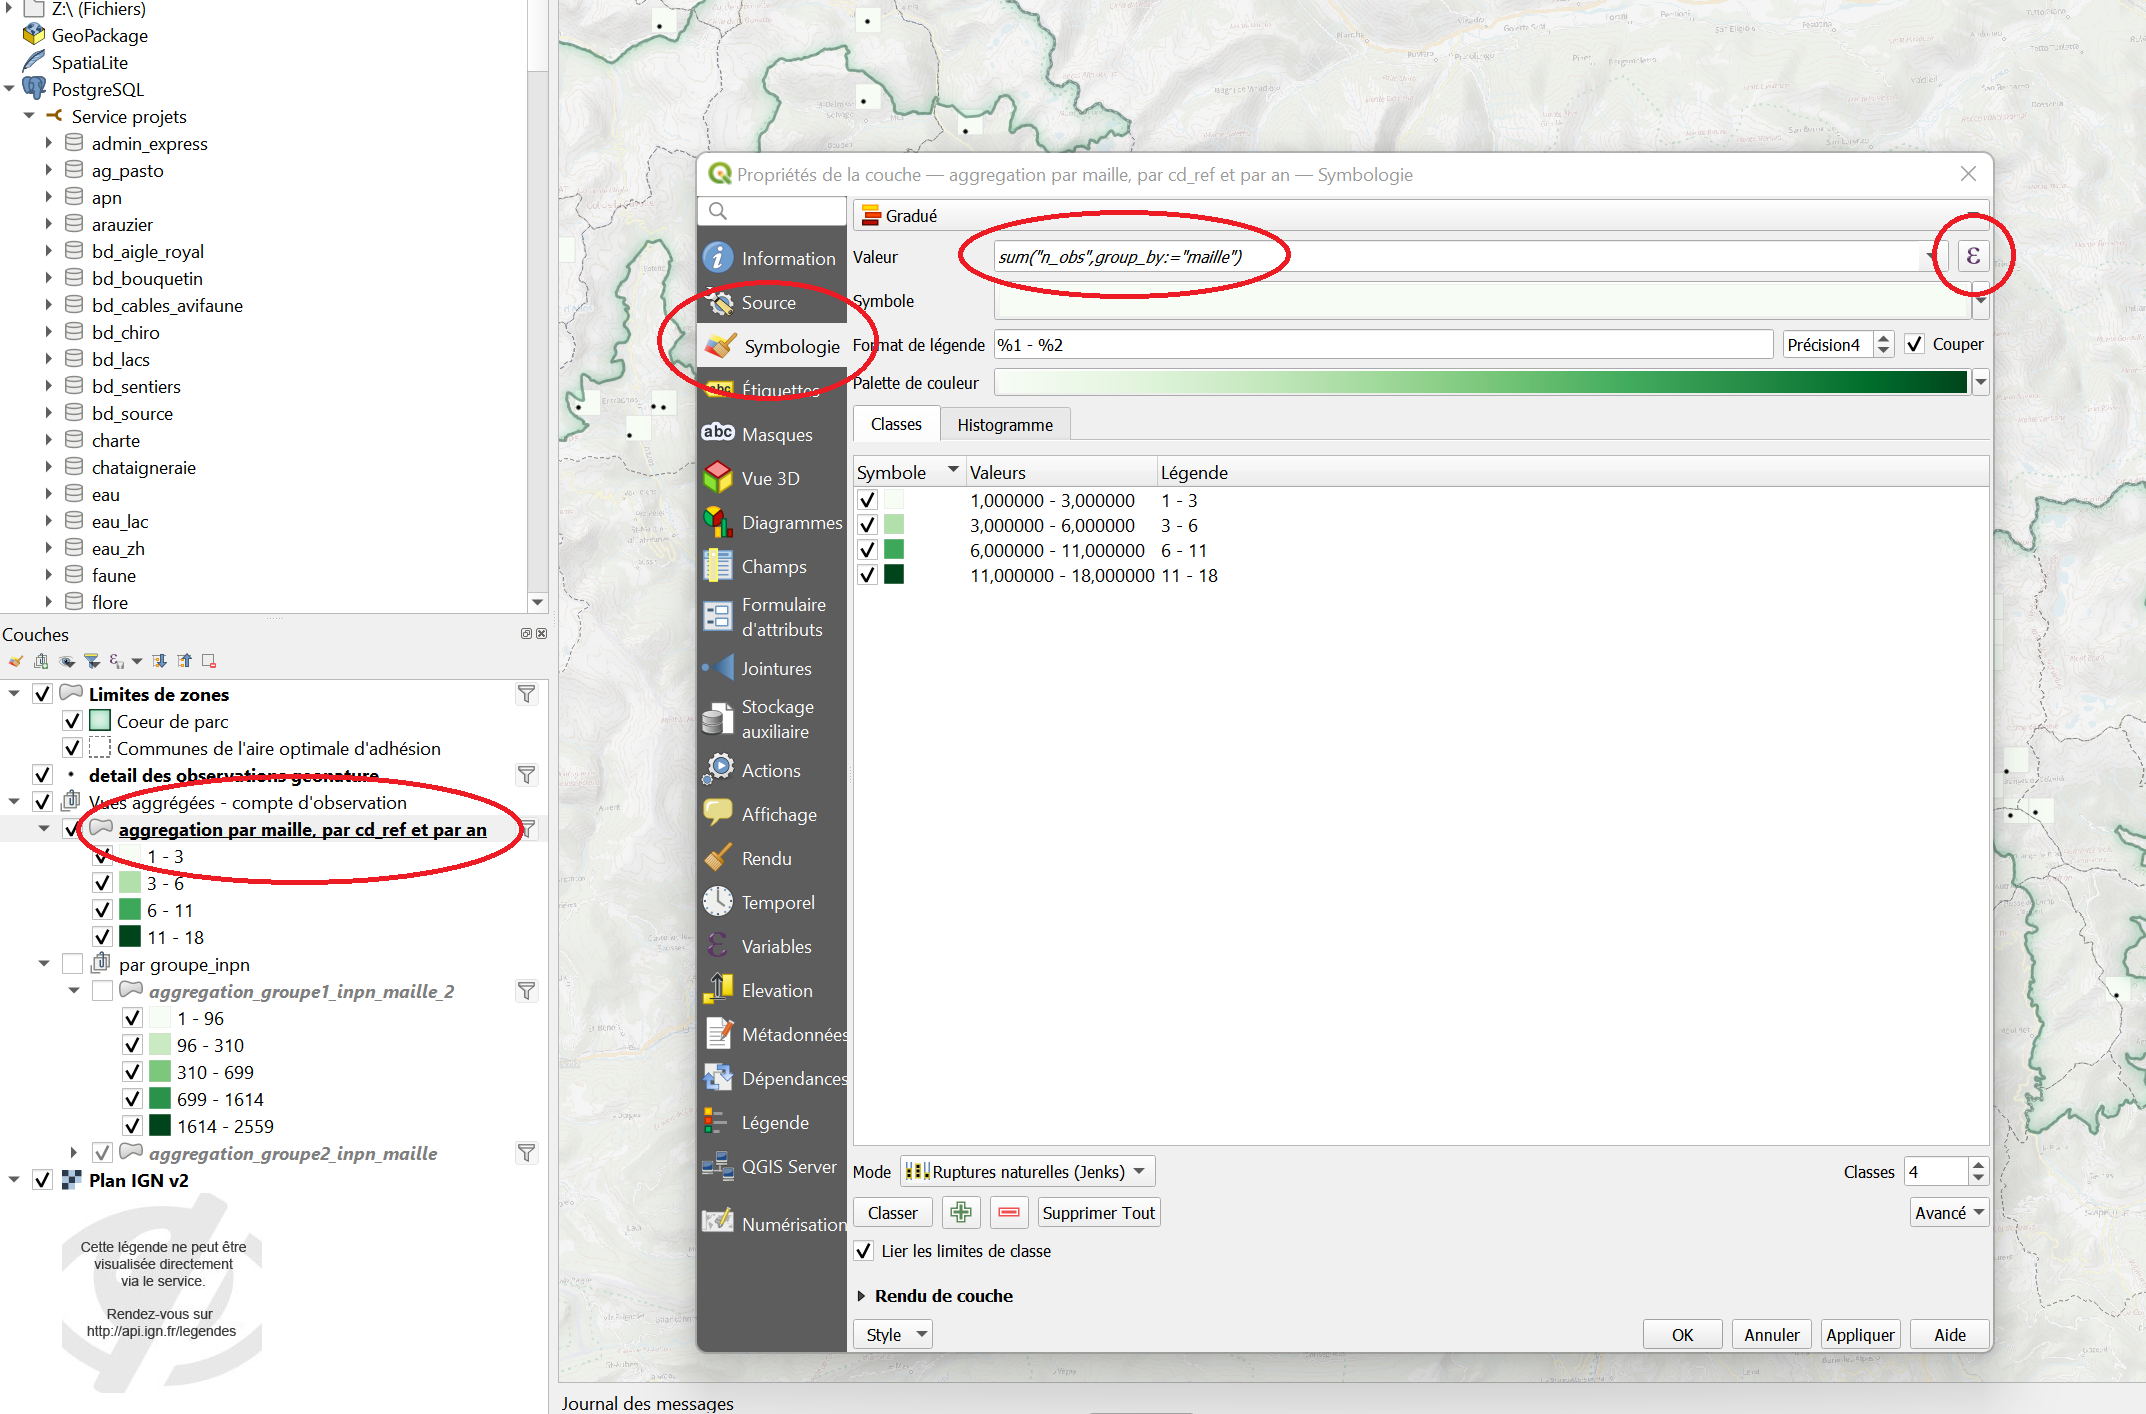 Z:\ (Fichiers)
GeoPackage
SpatiaLite
PostgreSQL
Service projets
admin_express
ag_pasto
apn
arauzier
bd_aigle_royal
bd_bouquetin
bd_cables_avifaune
bd_chiro
bd_lacs
bd_sentiers
bd_source
charte
chataigneraie
eau
eau_lac
eau_zh
faune
flore
Couches
Limites de zones
Coeur de parc
Communes de l'aire optimale d'adhésion
detail des observations geonature
Vues aggrégées - compte d'observation
aggregation par maille, par cd_ref et par an
1 - 3
3 - 6
6 - 11
11 - 18
par groupe_inpn
aggregation_groupe1_inpn_maille_2
1 - 96
96 - 310
310 - 699
699 - 1614
1614 - 2559
aggregation_groupe2_inpn_maille
Plan IGN v2
Cette légende ne peut être
visualisée directement
via le service.
Rendez-vous sur
http://api.ign.fr/legendes
Propriétés de la couche — aggregation par maille, par cd_ref et par an — Symbologie
Information
Source
Symbologie
Étiquettes
Masques
Vue 3D
Diagrammes
Champs
Formulaire
d'attributs
Jointures
Stockage
auxiliaire
Actions
Affichage
Rendu
Temporel
Variables
Elevation
Métadonnées
Dépendances
Légende
QGIS Server
Numérisation
Gradué
Valeur sum("n_obs",group_by:="maille") ε
Symbole
Format de légende %1 - %2 Précision4 Couper
Palette de couleur
Classes Histogramme
Symbole Valeurs Légende
1,000000 - 3,000000 1 - 3
3,000000 - 6,000000 3 - 6
6,000000 - 11,000000 6 - 11
11,000000 - 18,000000 11 - 18
Mode Ruptures naturelles (Jenks) Classes 4
Classer Supprimer Tout Avancé
Lier les limites de classe
Rendu de couche
Style OK Annuler Appliquer Aide
Journal des messages